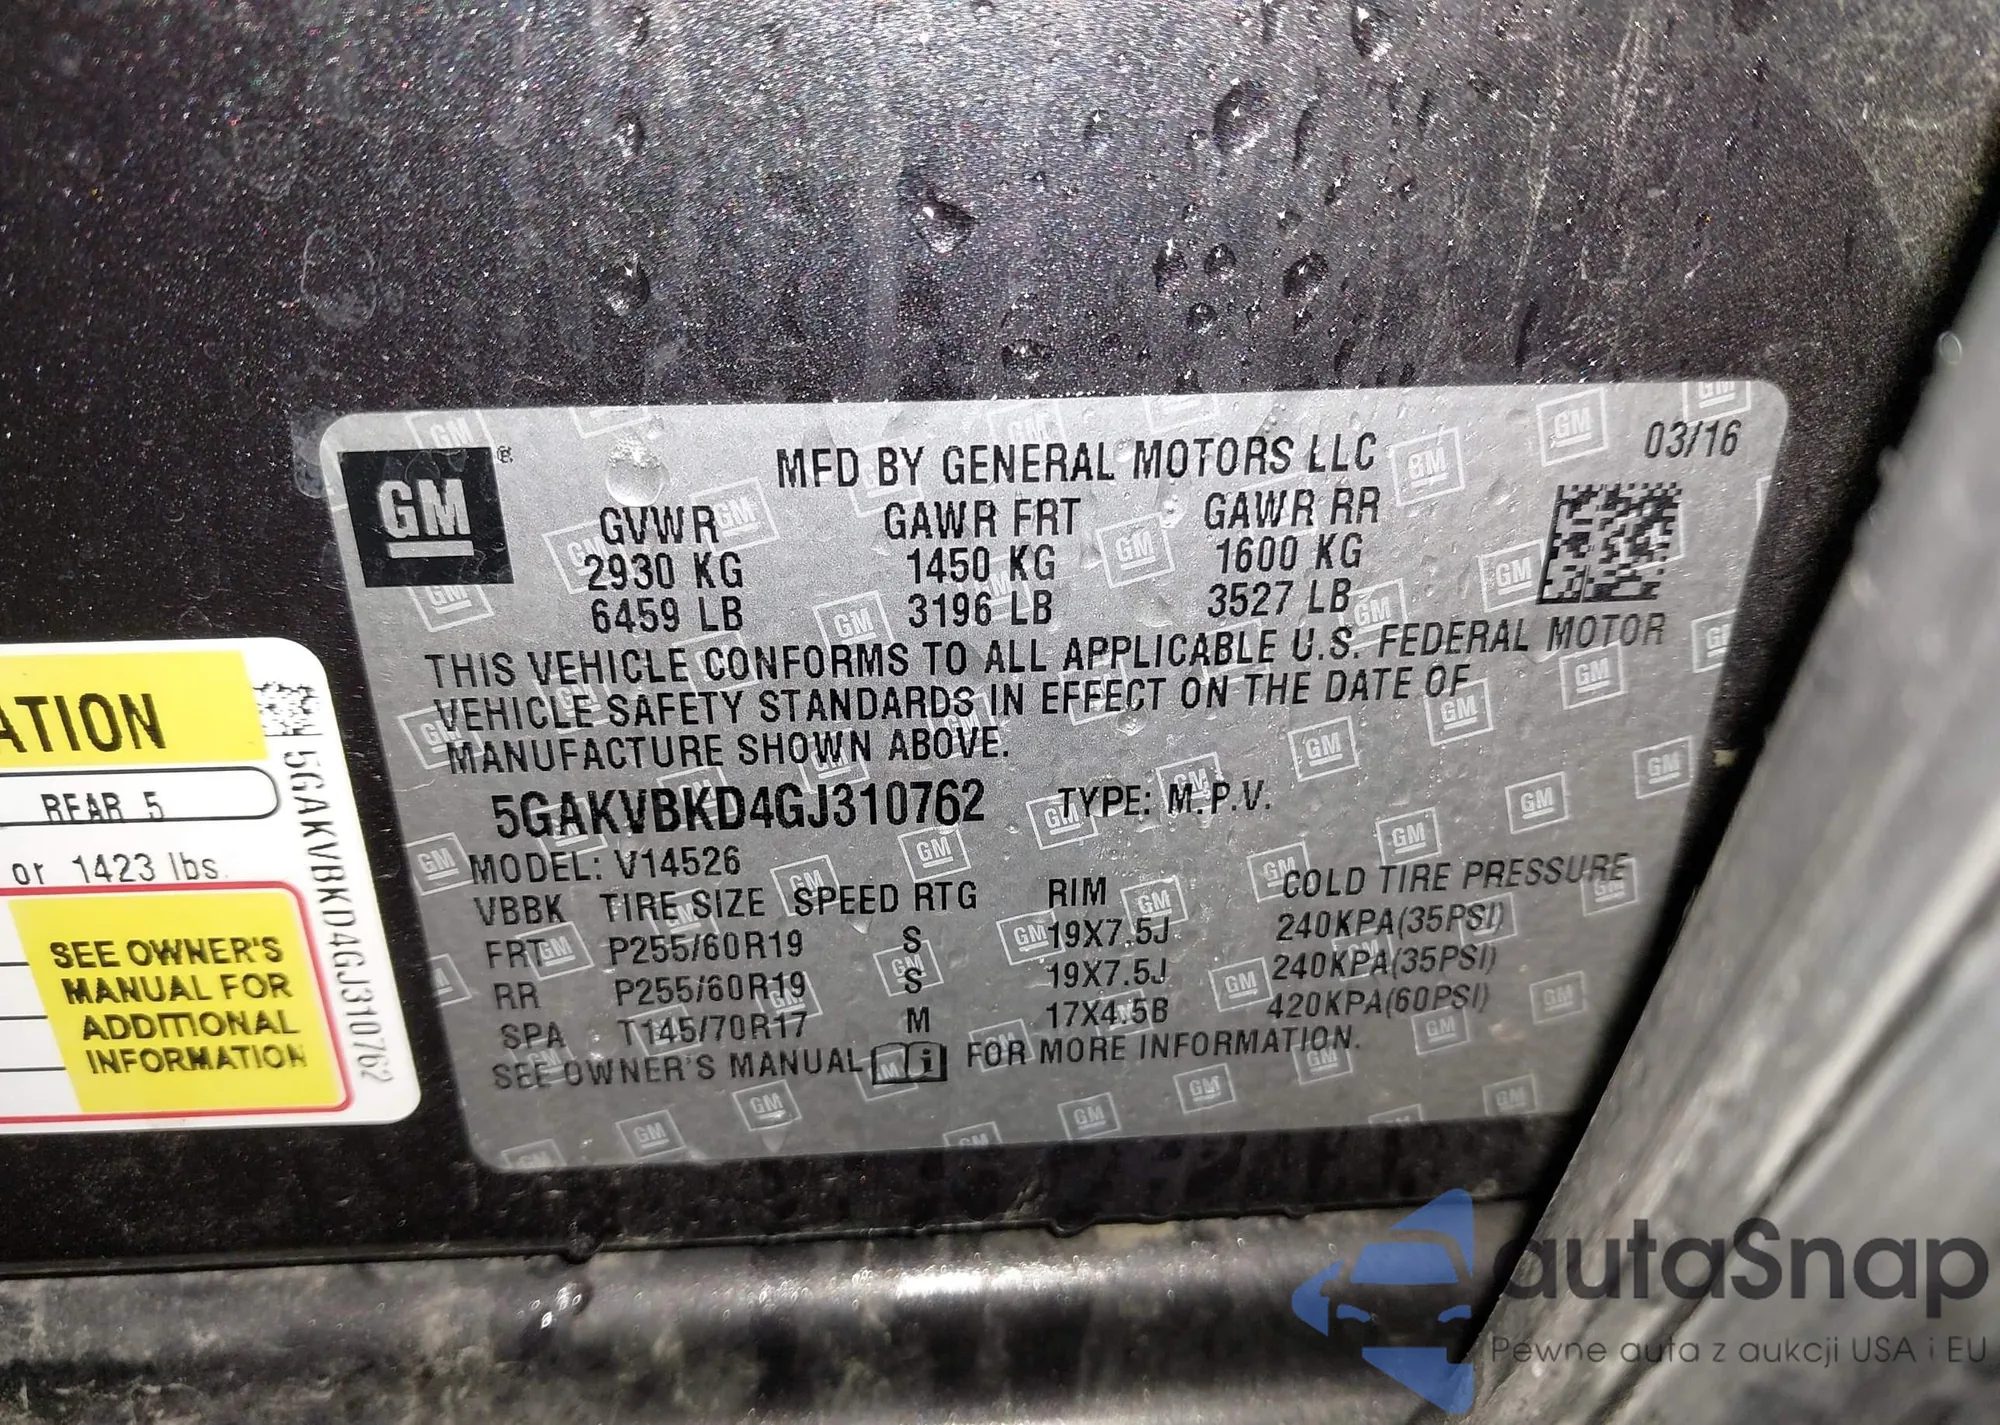 GM
®
MFD BY GENERAL MOTORS LLC
03/16
GVWR GAWR FRT GAWR RR
2930 KG 1450 KG 1600 KG
6459 LB 3196 LB 3527 LB
THIS VEHICLE CONFORMS TO ALL APPLICABLE U.S. FEDERAL MOTOR
VEHICLE SAFETY STANDARDS IN EFFECT ON THE DATE OF
MANUFACTURE SHOWN ABOVE.
5GAKVBKD4GJ310762 TYPE: M.P.V.
MODEL: V14526
VBBK TIRE SIZE SPEED RTG RIM COLD TIRE PRESSURE
FRT P255/60R19 S 19X7.5J 240KPA(35PSI)
RR P255/60R19 S 19X7.5J 240KPA(35PSI)
SPA T145/70R17 M 17X4.5B 420KPA(60PSI)
SEE OWNER'S MANUAL i FOR MORE INFORMATION.
ATION
REAR 5
or 1423 lbs.
SEE OWNER'S
MANUAL FOR
ADDITIONAL
INFORMATION
5GAKVBKD4GJ310762
autaSnap
Pewne auta z aukcji USA i EU